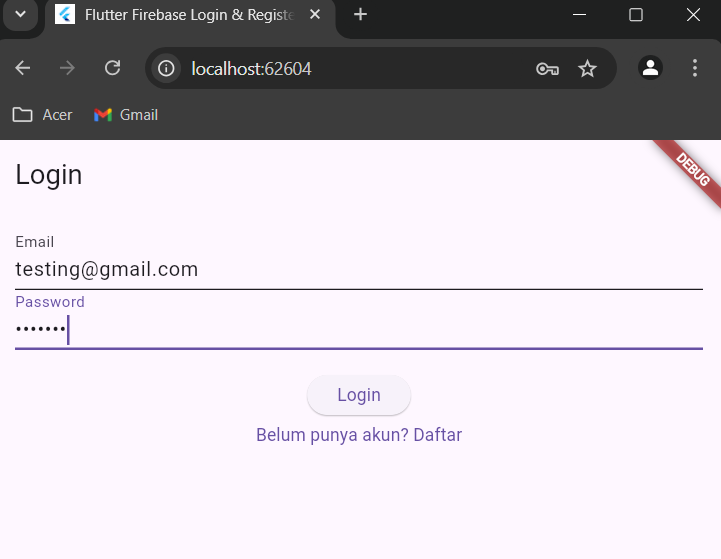 Flutter Firebase Login & Registe
localhost:62604
Acer
Gmail
DEBUG
Login
Email
testing@gmail.com
Password
•••••••
Login
Belum punya akun? Daftar